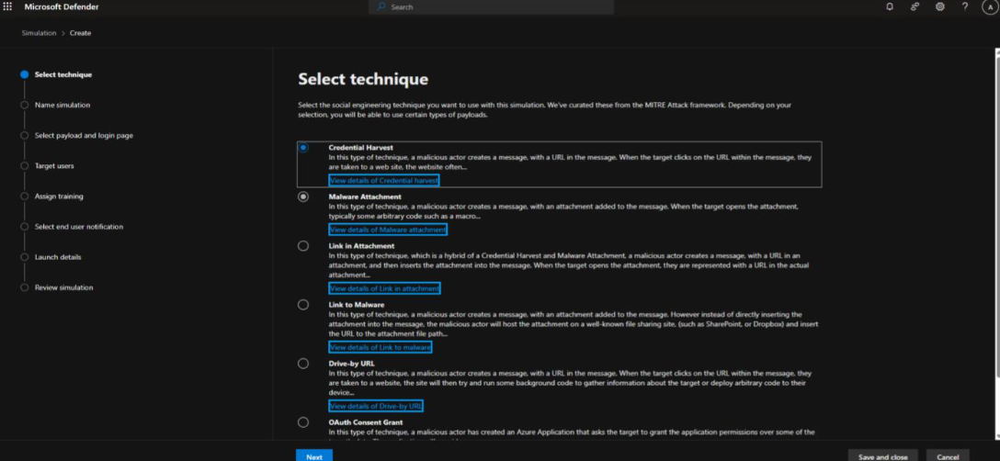 Microsoft Defender
Search
?
A
Simulation > Create
Select technique
Name simulation
Select payload and login page
Target users
Assign training
Select end user notification
Launch details
Review simulation
Select technique
Select the social engineering technique you want to use with this simulation. We've curated these from the MITRE Attack framework. Depending on your
selection, you will be able to use certain types of payloads.
Credential Harvest
In this type of technique, a malicious actor creates a message, with a URL in the message. When the target clicks on the URL within the message, they
are taken to a web site, the website often...
View details of Credential harvest
Malware Attachment
In this type of technique, a malicious actor creates a message, with an attachment added to the message. When the target opens the attachment,
typically some arbitrary code such as a macro...
View details of Malware attachment
Link in Attachment
In this type of technique, which is a hybrid of a Credential Harvest and Malware Attachment, a malicious actor creates a message, with a URL in an
attachment, and then inserts the attachment into the message. When the target opens the attachment, they are represented with a URL in the actual
attachment...
View details of Link in attachment
Link to Malware
In this type of technique, a malicious actor creates a message, with an attachment added to the message. However instead of directly inserting the
attachment into the message, the malicious actor will host the attachment on a well-known file sharing site, (such as SharePoint, or Dropbox) and insert
the URL to the attachment file path...
View details of Link to malware
Drive-by URL
In this type of technique, a malicious actor creates a message, with a URL in the message. When the target clicks on the URL within the message, they
are taken to a website, the site will then try and run some background code to gather information about the target or deploy arbitrary code to their
device...
View details of Drive-by URL
OAuth Consent Grant
In this type of technique, a malicious actor has created an Azure Application that asks the target to grant the application permissions over some of the
Next
Save and close
Cancel